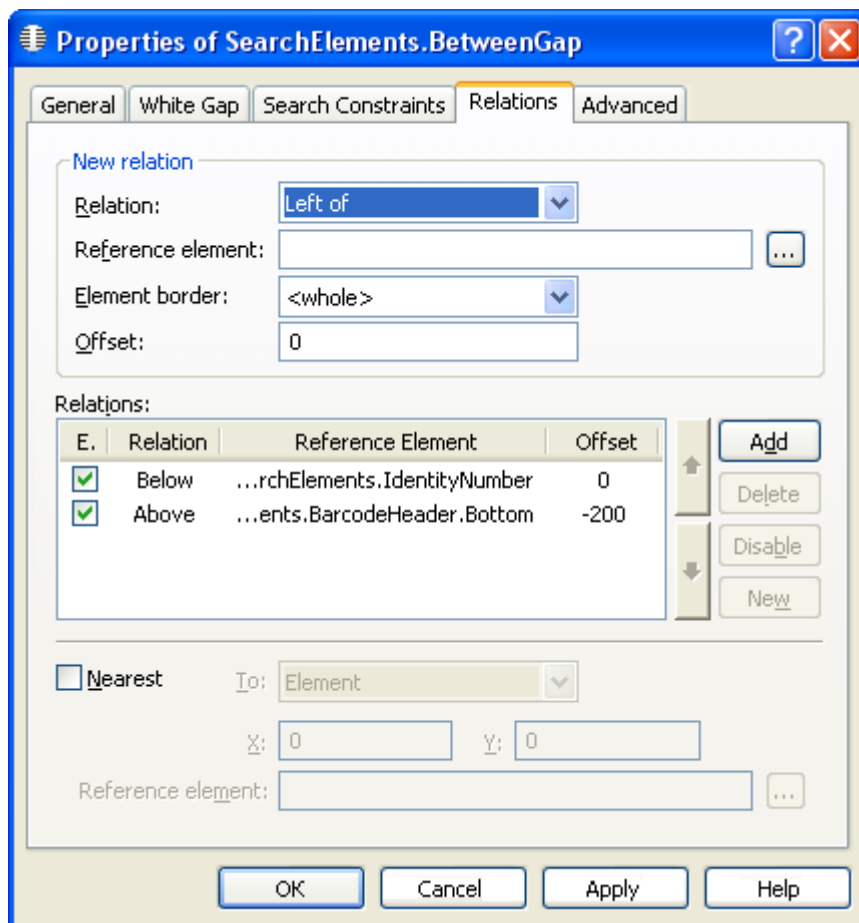 Properties of SearchElements.BetweenGap
General White Gap Search Constraints Relations Advanced
New relation
Relation: Left of
Reference element: ...
Element border: <whole>
Offset: 0
Relations:
E. Relation Reference Element Offset Add
Below ...rchElements.IdentityNumber 0
Delete
Above ...ents.BarcodeHeader.Bottom -200
Disable
New
Nearest To: Element
X: 0 Y: 0
Reference element: ...
OK Cancel Apply Help